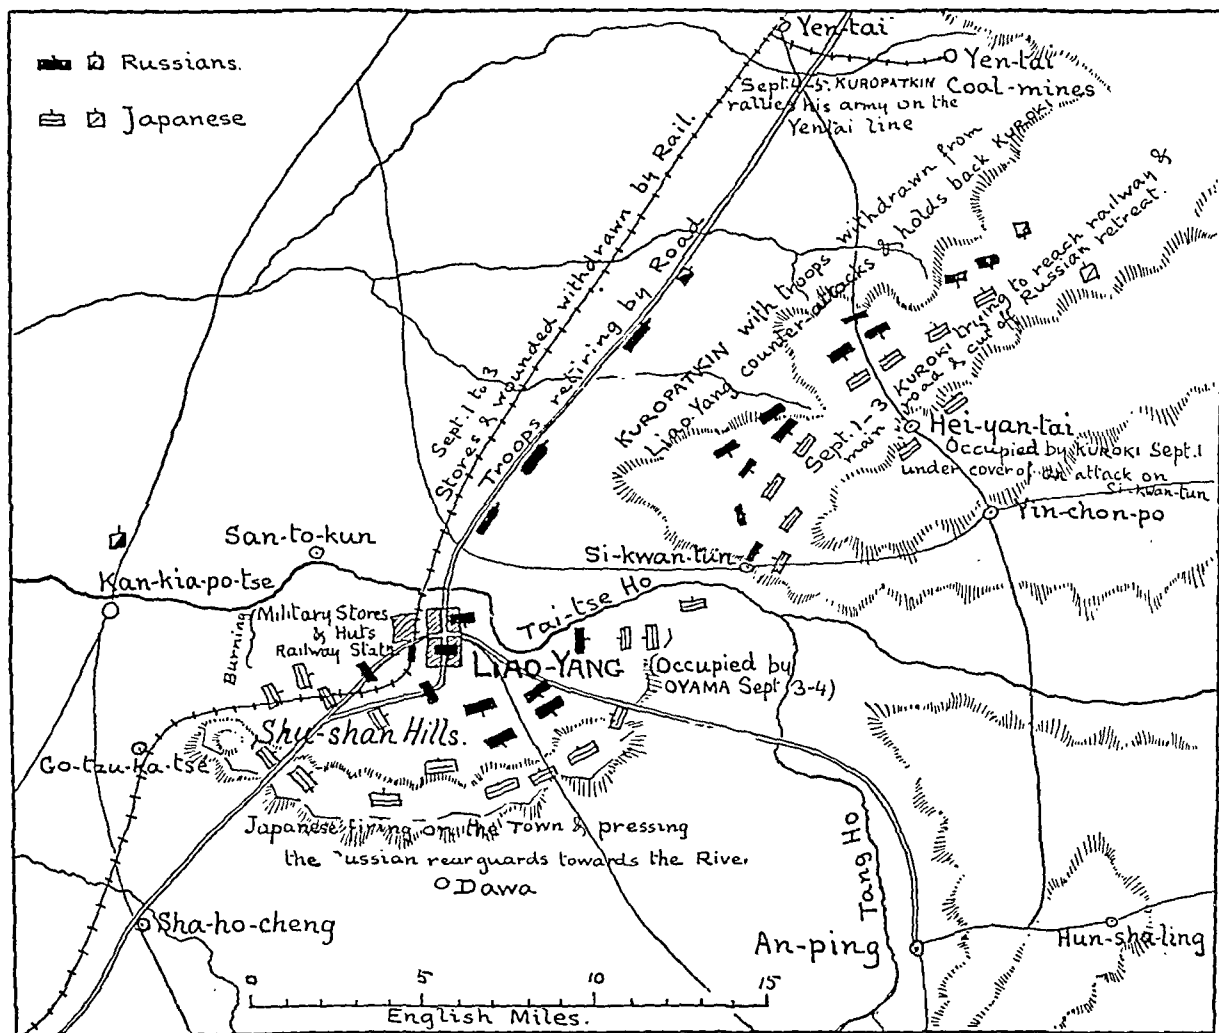 Russians.
Japanese
Yen-tai
Yen-tai
Coal-mines
Sept. 4-5. KUROPATKIN
rallies his army on the
Yentai line
Sept. 1 to 3
Stores & wounded withdrawn by Rail.
Troops retiring by Road
KUROPATKIN with troops withdrawn from
Liao Yang counter-attacks & holds back KUROKI
Sept. 1-3 KUROKI trying to reach railway &
main road & cut off Russian retreat.
Hei-yan-tai
Occupied by KUROKI Sept. 1
under cover of an attack on
Si-kwan-tun
Yin-chon-po
San-to-kun
Si-kwan-tun
Kan-kia-po-tse
Tai-tse Ho
Burning
Military Stores
& Huts
Railway Statn
LIAO-YANG
(Occupied by
OYAMA Sept. 3-4)
Shu-shan Hills.
Go-tzu-ka-tse
Japanese firing on the Town & pressing
the ussian rearguards towards the River
Dawa
Tang Ho
Sha-ho-cheng
An-ping
Hun-sha-ling
0 5 10 15
English Miles.